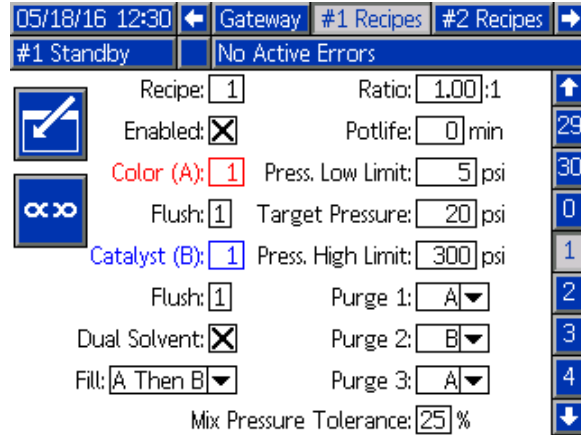 05/18/16 12:30 Gateway #1 Recipes #2 Recipes
#1 Standby No Active Errors
Recipe: 1 Ratio: 1.00:1
Enabled: Potlife: 0 min 29
Color (A): 1 Press. Low Limit: 5 psi 30
Flush: 1 Target Pressure: 20 psi 0
Catalyst (B): 1 Press. High Limit: 300 psi 1
Flush: 1 Purge 1: A 2
Dual Solvent: Purge 2: B 3
Fill: A Then B Purge 3: A 4
Mix Pressure Tolerance: 25 %